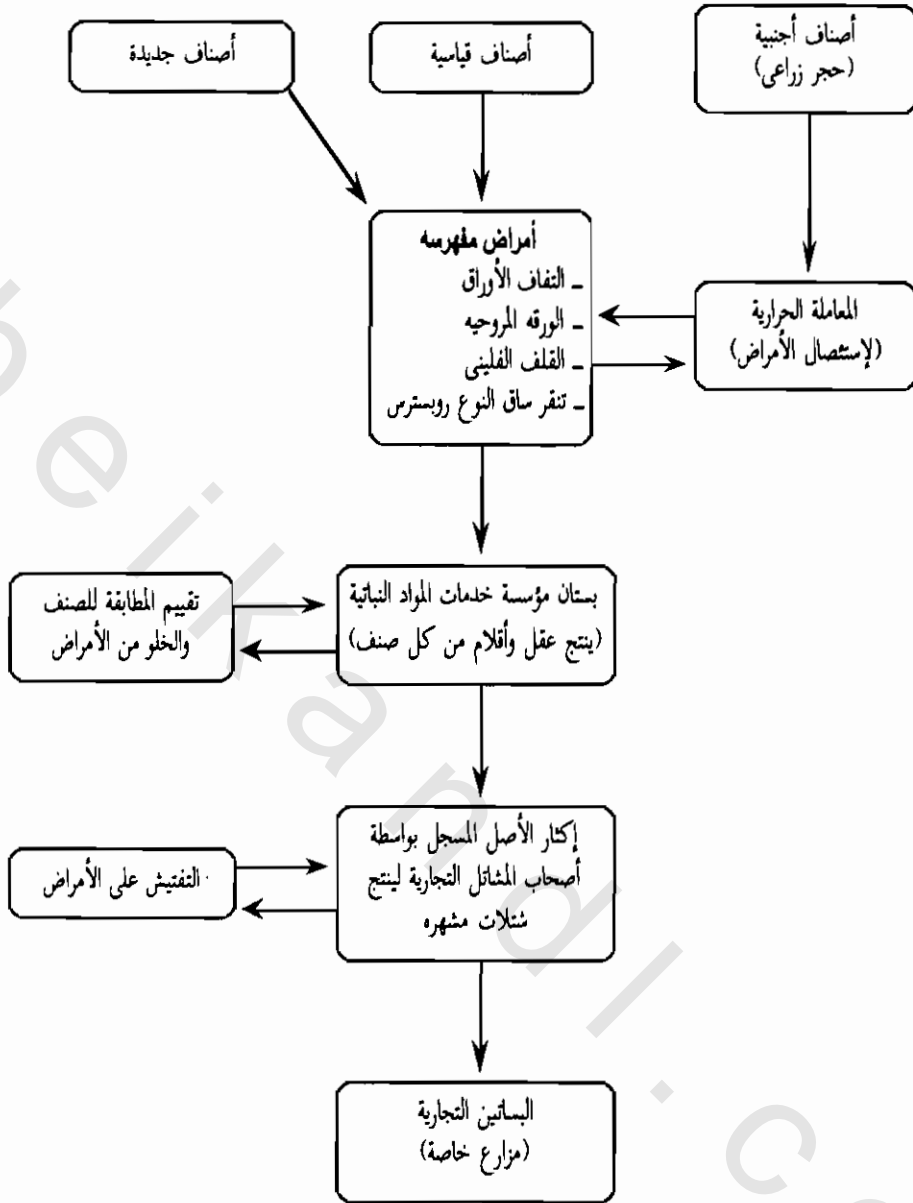 أصناف أجنبية
(حجر زراعى)
أصناف قياسية
أصناف جديدة
أمراض مفهرسه
ـ التفاف الأوراق
ـ الورقه المروحيه
ـ القلف الفلينى
ـ تنقر ساق النوع روبسترس
المعاملة الحرارية
(لإستئصال الأمراض)
بستان مؤسسة خدمات المواد النباتية
(ينتج عقل وأقلام من كل صنف)
تقييم المطابقة للصنف
والخلو من الأمراض
إكثار الأصل المسجل بواسطة
أصحاب المشاتل التجارية لينتج
شتلات مشهره
التفتيش على الأمراض
البساتين التجارية
(مزارع خاصة)
beikandl.co